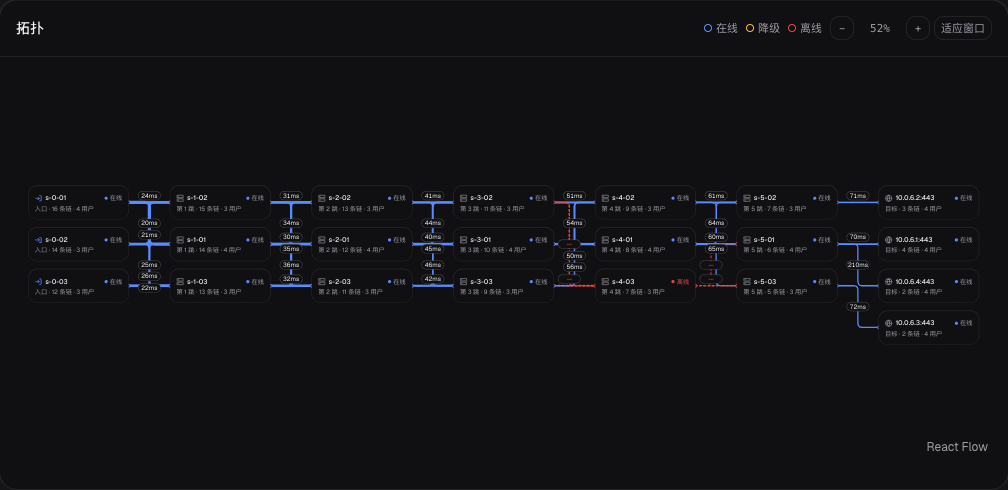 拓扑
在线 降级 离线 − 52% + 适应窗口
s-0-01 在线
入口 · 16 条链 · 4 用户
24ms
s-1-02 在线
第 1 跳 · 15 条链 · 3 用户
31ms
s-2-02 在线
第 2 跳 · 13 条链 · 3 用户
41ms
s-3-02 在线
第 3 跳 · 11 条链 · 3 用户
51ms
s-4-02 在线
第 4 跳 · 9 条链 · 3 用户
61ms
s-5-02 在线
第 5 跳 · 7 条链 · 3 用户
71ms
10.0.6.2:443 在线
目标 · 3 条链 · 4 用户
20ms
34ms
44ms
54ms
64ms
s-0-02 在线
入口 · 14 条链 · 3 用户
21ms
s-1-01 在线
第 1 跳 · 14 条链 · 4 用户
30ms
35ms
s-2-01 在线
第 2 跳 · 12 条链 · 4 用户
40ms
45ms
s-3-01 在线
第 3 跳 · 10 条链 · 4 用户
50ms
s-4-01 在线
第 4 跳 · 8 条链 · 4 用户
60ms
65ms
s-5-01 在线
第 5 跳 · 6 条链 · 4 用户
70ms
10.0.6.1:443 在线
目标 · 4 条链 · 4 用户
25ms
36ms
46ms
56ms
210ms
s-0-03 在线
入口 · 12 条链 · 3 用户
26ms
22ms
s-1-03 在线
第 1 跳 · 13 条链 · 3 用户
32ms
s-2-03 在线
第 2 跳 · 11 条链 · 3 用户
42ms
s-3-03 在线
第 3 跳 · 9 条链 · 3 用户
s-4-03 离线
第 4 跳 · 7 条链 · 3 用户
s-5-03 在线
第 5 跳 · 5 条链 · 3 用户
10.0.6.4:443 在线
目标 · 2 条链 · 4 用户
72ms
10.0.6.3:443 在线
目标 · 2 条链 · 4 用户
React Flow